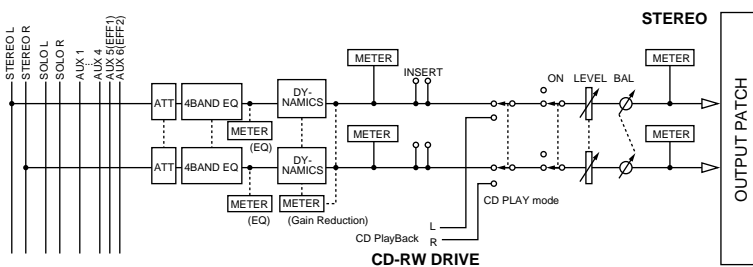 STEREO
STEREO L
STEREO R
SOLO L
SOLO R
AUX 1
...
AUX 4
AUX 5(EFF1)
AUX 6(EFF2)
METER
INSERT
ON
LEVEL
BAL
METER
ATT
4BAND EQ
DY-
NAMICS
METER
(EQ)
METER
METER
ATT
4BAND EQ
DY-
NAMICS
METER
(EQ)
METER
(Gain Reduction)
CD PLAY mode
CD PlayBack
L
R
CD-RW DRIVE
OUTPUT PATCH